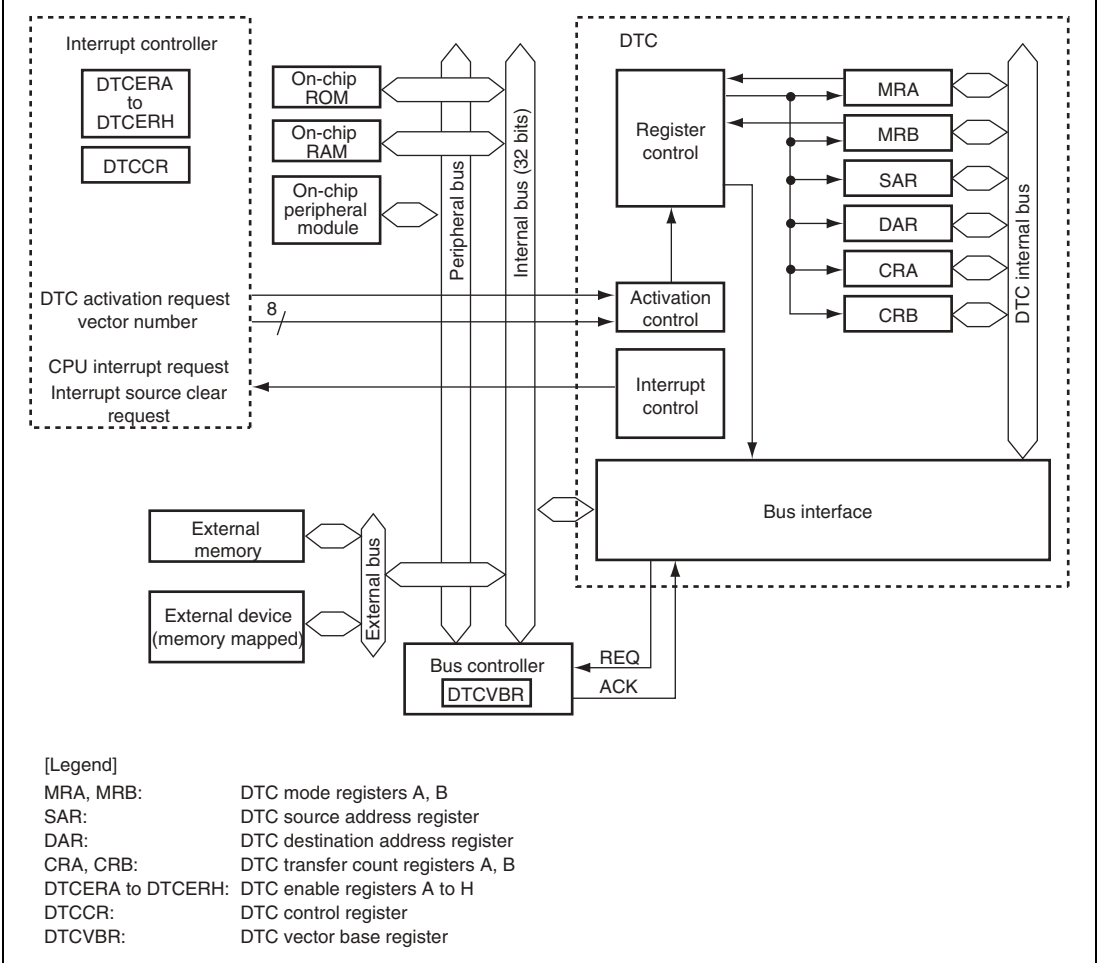 Interrupt controller
DTCERA
to
DTCERH
DTCCR
DTC activation request
vector number
8
CPU interrupt request
Interrupt source clear
request
On-chip
ROM
On-chip
RAM
On-chip
peripheral
module
Peripheral bus
Internal bus (32 bits)
DTC
Register
control
Activation
control
Interrupt
control
MRA
MRB
SAR
DAR
CRA
CRB
DTC internal bus
Bus interface
External
memory
External device
(memory mapped)
External bus
Bus controller
DTCVBR
REQ
ACK
[Legend]
MRA, MRB: DTC mode registers A, B
SAR: DTC source address register
DAR: DTC destination address register
CRA, CRB: DTC transfer count registers A, B
DTCERA to DTCERH: DTC enable registers A to H
DTCCR: DTC control register
DTCVBR: DTC vector base register